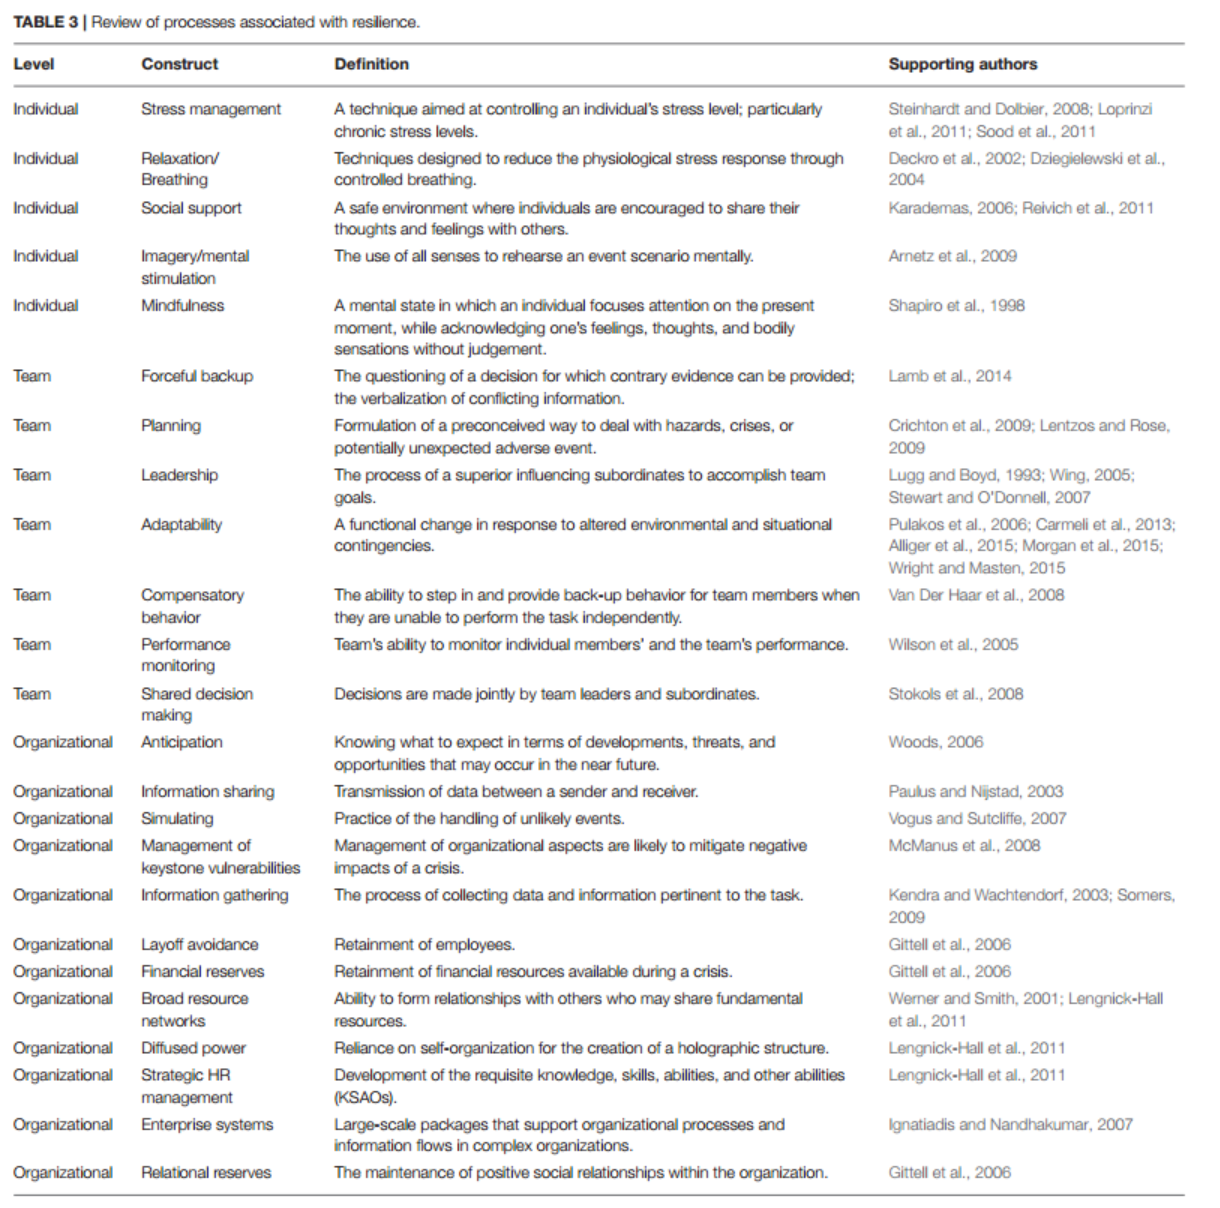 TABLE 3 | Review of processes associated with resilience.
Level Construct Definition Supporting authors
Individual Stress management A technique aimed at controlling an individual's stress level; particularly Steinhardt and Dolbier, 2008; Loprinzi
chronic stress levels. et al., 2011; Sood et al., 2011
Individual Relaxation/ Techniques designed to reduce the physiological stress response through Deckro et al., 2002; Dziegielewski et al.,
Breathing controlled breathing. 2004
Individual Social support A safe environment where individuals are encouraged to share their Karademas, 2006; Reivich et al., 2011
thoughts and feelings with others.
Individual Imagery/mental The use of all senses to rehearse an event scenario mentally. Arnetz et al., 2009
stimulation
Individual Mindfulness A mental state in which an individual focuses attention on the present Shapiro et al., 1998
moment, while acknowledging one's feelings, thoughts, and bodily
sensations without judgement.
Team Forceful backup The questioning of a decision for which contrary evidence can be provided; Lamb et al., 2014
the verbalization of conflicting information.
Team Planning Formulation of a preconceived way to deal with hazards, crises, or Crichton et al., 2009; Lentzos and Rose,
potentially unexpected adverse event. 2009
Team Leadership The process of a superior influencing subordinates to accomplish team Lugg and Boyd, 1993; Wing, 2005;
goals. Stewart and O'Donnell, 2007
Team Adaptability A functional change in response to altered environmental and situational Pulakos et al., 2006; Carmeli et al., 2013;
contingencies. Alliger et al., 2015; Morgan et al., 2015;
Wright and Masten, 2015
Team Compensatory The ability to step in and provide back-up behavior for team members when Van Der Haar et al., 2008
behavior they are unable to perform the task independently.
Team Performance Team's ability to monitor individual members' and the team's performance. Wilson et al., 2005
monitoring
Team Shared decision Decisions are made jointly by team leaders and subordinates. Stokols et al., 2008
making
Organizational Anticipation Knowing what to expect in terms of developments, threats, and Woods, 2006
opportunities that may occur in the near future.
Organizational Information sharing Transmission of data between a sender and receiver. Paulus and Nijstad, 2003
Organizational Simulating Practice of the handling of unlikely events. Vogus and Sutcliffe, 2007
Organizational Management of Management of organizational aspects are likely to mitigate negative McManus et al., 2008
keystone vulnerabilities impacts of a crisis.
Organizational Information gathering The process of collecting data and information pertinent to the task. Kendra and Wachtendorf, 2003; Somers,
2009
Organizational Layoff avoidance Retainment of employees. Gittell et al., 2006
Organizational Financial reserves Retainment of financial resources available during a crisis. Gittell et al., 2006
Organizational Broad resource Ability to form relationships with others who may share fundamental Werner and Smith, 2001; Lengnick-Hall
networks resources. et al., 2011
Organizational Diffused power Reliance on self-organization for the creation of a holographic structure. Lengnick-Hall et al., 2011
Organizational Strategic HR Development of the requisite knowledge, skills, abilities, and other abilities Lengnick-Hall et al., 2011
management (KSAOs).
Organizational Enterprise systems Large-scale packages that support organizational processes and Ignatiadis and Nandhakumar, 2007
information flows in complex organizations.
Organizational Relational reserves The maintenance of positive social relationships within the organization. Gittell et al., 2006